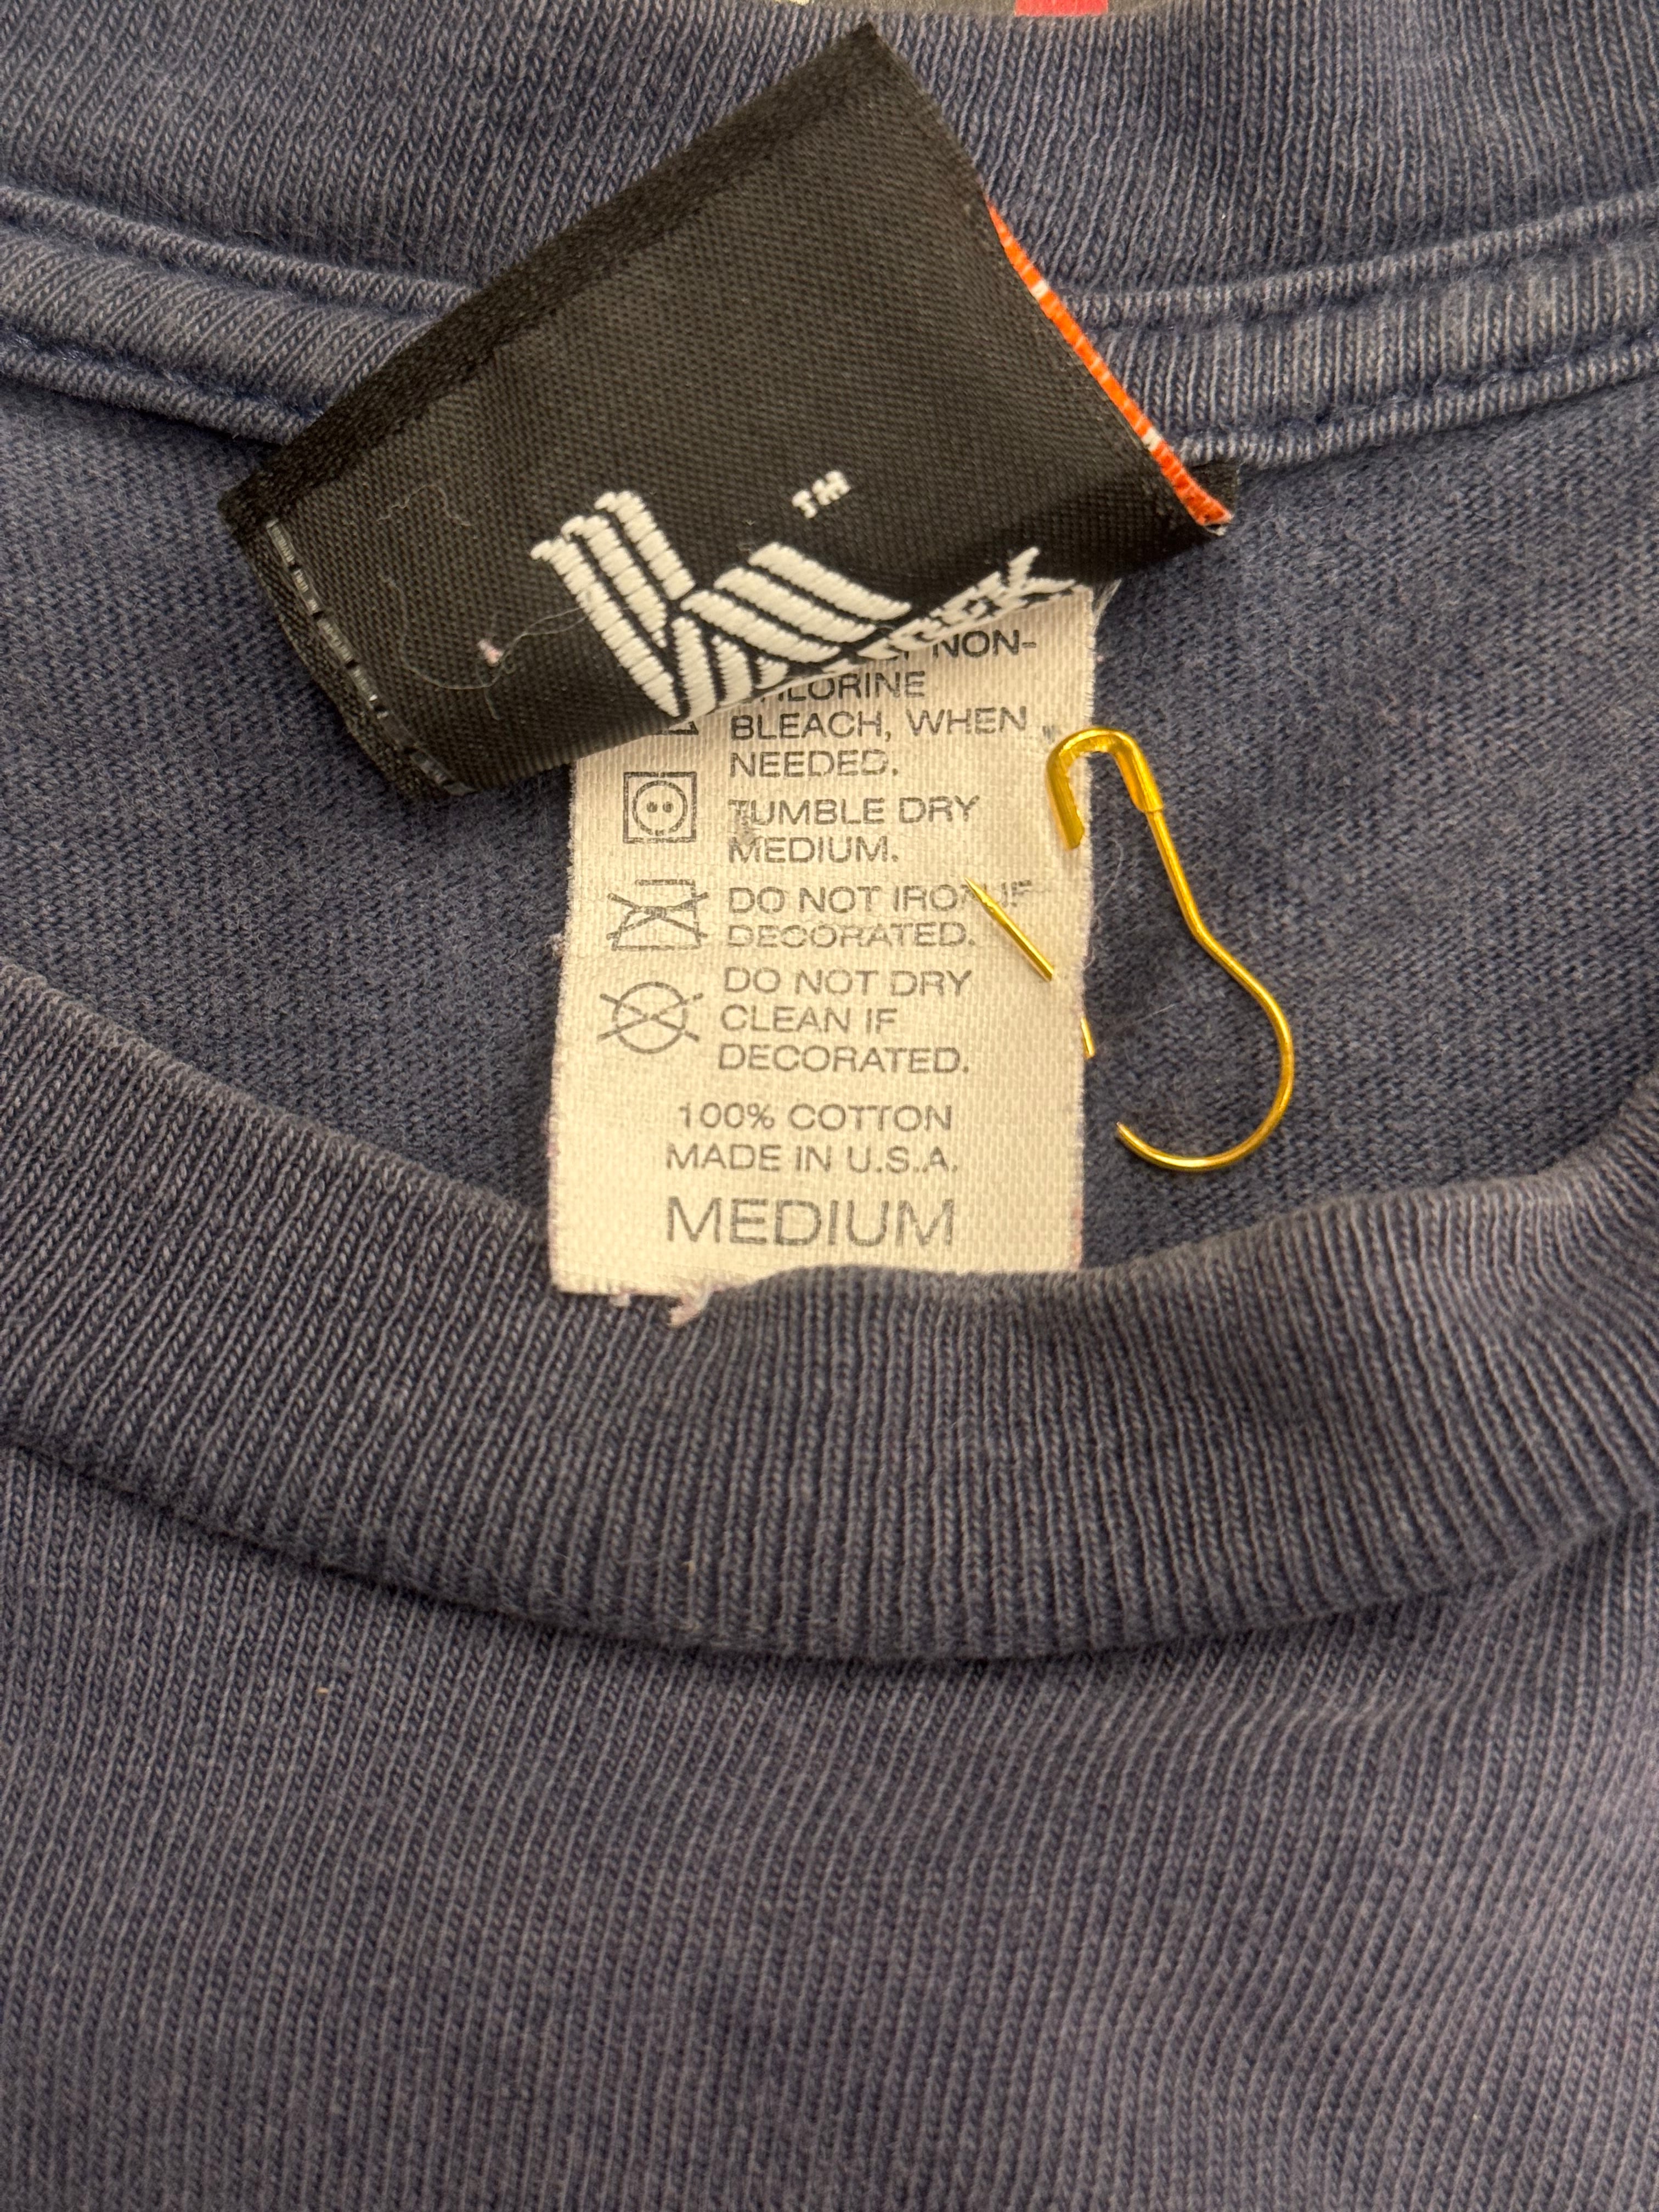 ™
NON-
CHLORINE
BLEACH, WHEN
NEEDED.
TUMBLE DRY
MEDIUM.
DO NOT IRON IF
DECORATED.
DO NOT DRY
CLEAN IF
DECORATED.
100% COTTON
MADE IN U.S.A.
MEDIUM